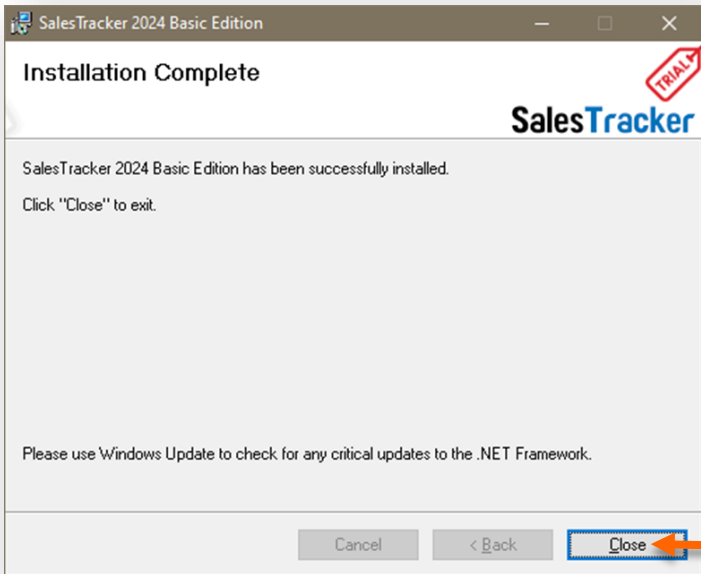 SalesTracker 2024 Basic Edition
Installation Complete
TRIAL
SalesTracker
SalesTracker 2024 Basic Edition has been successfully installed.
Click "Close" to exit.
Please use Windows Update to check for any critical updates to the .NET Framework.
Cancel
< Back
Close